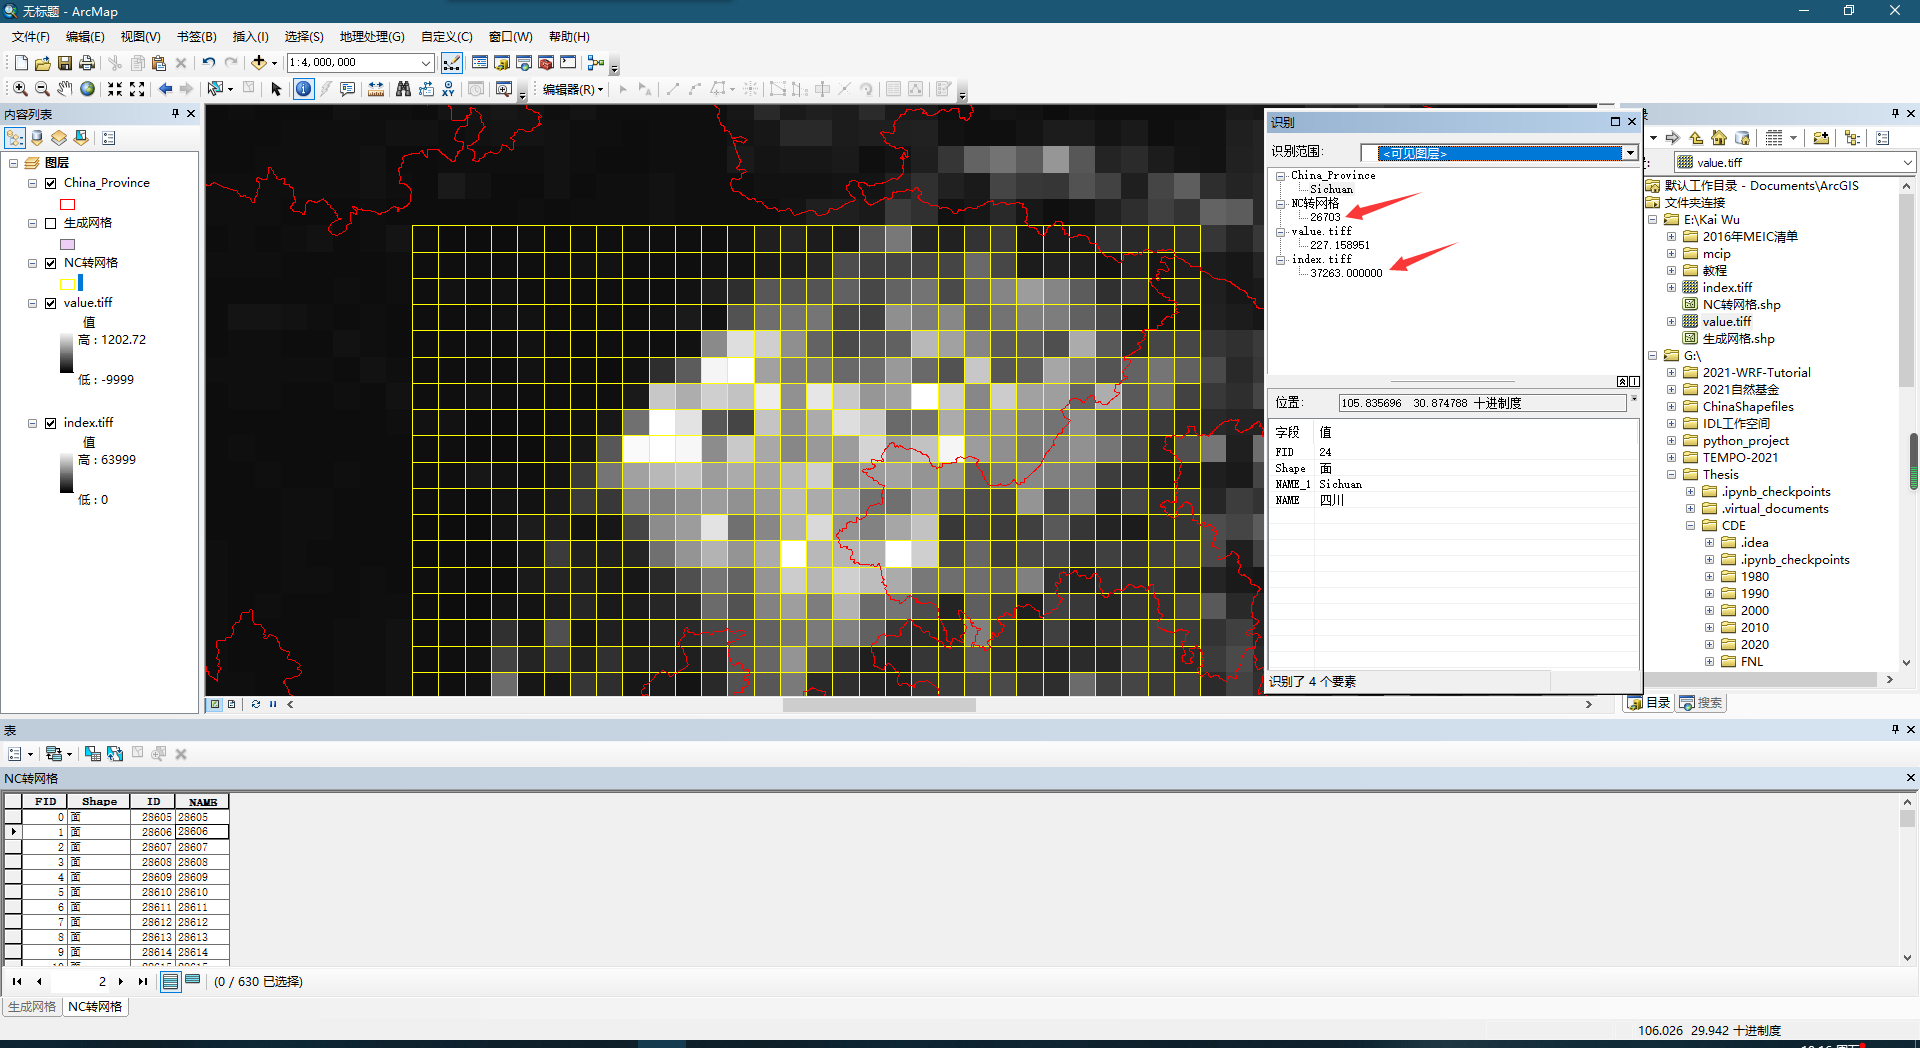 无标题 - ArcMap
文件(F) 编辑(E) 视图(V) 书签(B) 插入(I) 选择(S) 地理处理(G) 自定义(C) 窗口(W) 帮助(H)
1:4,000,000
编辑器(R)
内容列表
图层
China_Province
生成网格
NC转网格
value.tiff
值
高 : 1202.72
低 : -9999
index.tiff
值
高 : 63999
低 : 0
识别
识别范围:
<可见图层>
China_Province
Sichuan
NC转网格
26703
value.tiff
227.158951
index.tiff
37263.000000
位置:
105.835696 30.874788 十进制度
字段 值
FID 24
Shape 面
NAME_1 Sichuan
NAME 四川
识别了 4 个要素
录
value.tiff
默认工作目录 - Documents\ArcGIS
文件夹连接
E:\Kai Wu
2016年MEIC清单
mcip
教程
index.tiff
NC转网格.shp
value.tiff
生成网格.shp
G:\
2021-WRF-Tutorial
2021自然基金
ChinaShapefiles
IDL工作空间
python_project
TEMPO-2021
Thesis
.ipynb_checkpoints
.virtual_documents
CDE
.idea
.ipynb_checkpoints
1980
1990
2000
2010
2020
FNL
目录 搜索
表
NC转网格
FID Shape ID NAME
0 面 28605 28605
1 面 28606 28606
2 面 28607 28607
3 面 28608 28608
4 面 28609 28609
5 面 28610 28610
6 面 28611 28611
7 面 28612 28612
8 面 28613 28613
9 面 28614 28614
2
(0 / 630 已选择)
生成网格 NC转网格
106.026 29.942 十进制度